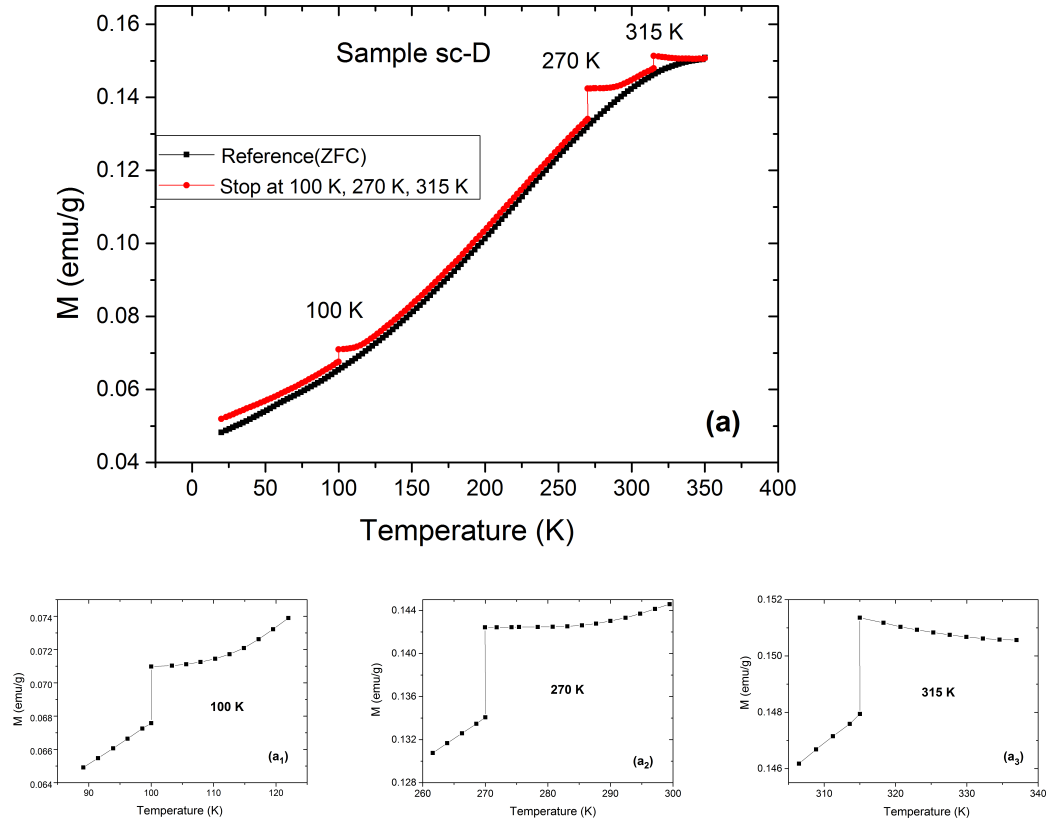 0.16
0.14
0.12
0.10
0.08
0.06
0.04
M (emu/g)
Sample sc-D
315 K
270 K
Reference(ZFC)
Stop at 100 K, 270 K, 315 K
100 K
(a)
0 50 100 150 200 250 300 350 400
Temperature (K)
0.074
0.072
0.070
0.068
0.066
0.064
M (emu/g)
100 K
(a1)
90 100 110 120
Temperature (K)
0.144
0.140
0.136
0.132
0.128
M (emu/g)
270 K
(a2)
260 270 280 290 300
Temperature (K)
0.152
0.150
0.148
0.146
M (emu/g)
315 K
(a3)
310 320 330 340
Temperature (K)